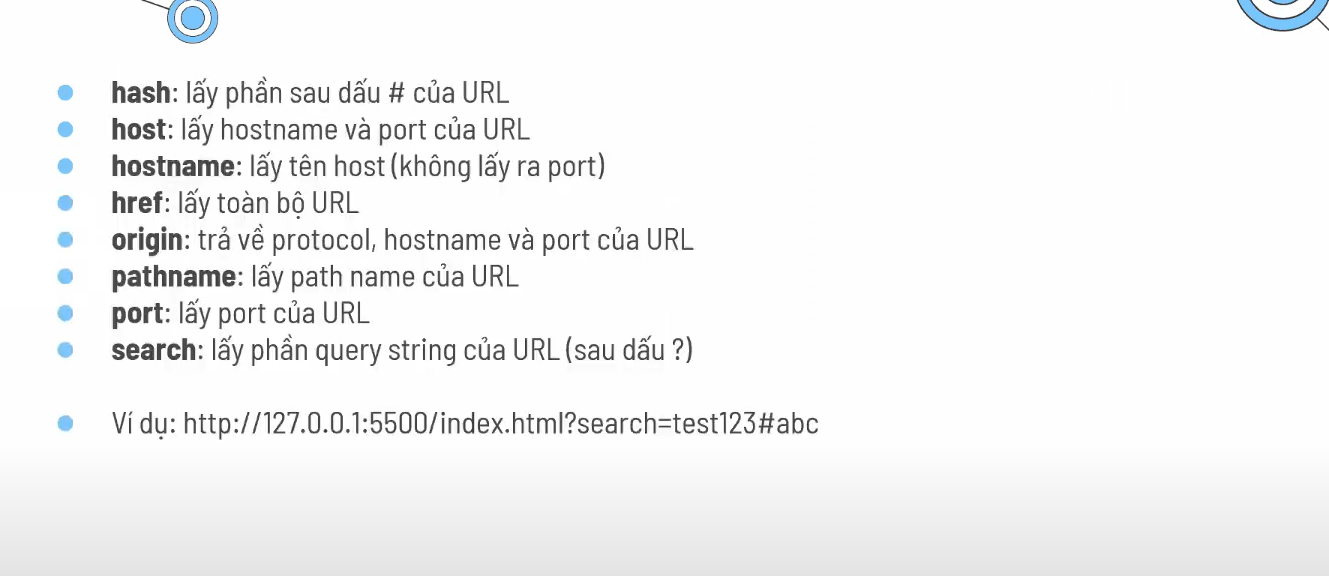 hash: lấy phần sau dấu # của URL
host: lấy hostname và port của URL
hostname: lấy tên host (không lấy ra port)
href: lấy toàn bộ URL
origin: trả về protocol, hostname và port của URL
pathname: lấy path name của URL
port: lấy port của URL
search: lấy phần query string của URL (sau dấu ?)
Ví dụ: http://127.0.0.1:5500/index.html?search=test123#abc